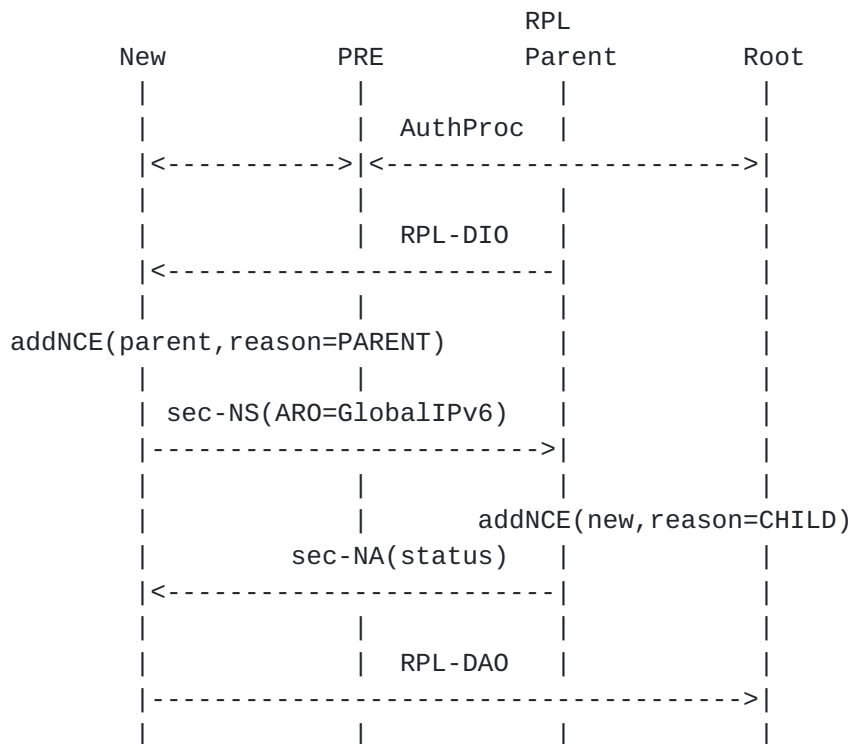 RPL
New PRE Parent Root
AuthProc
RPL-DIO
addNCE(parent,reason=PARENT)
sec-NS(ARO=GlobalIPv6)
addNCE(new,reason=CHILD)
sec-NA(status)
RPL-DAO